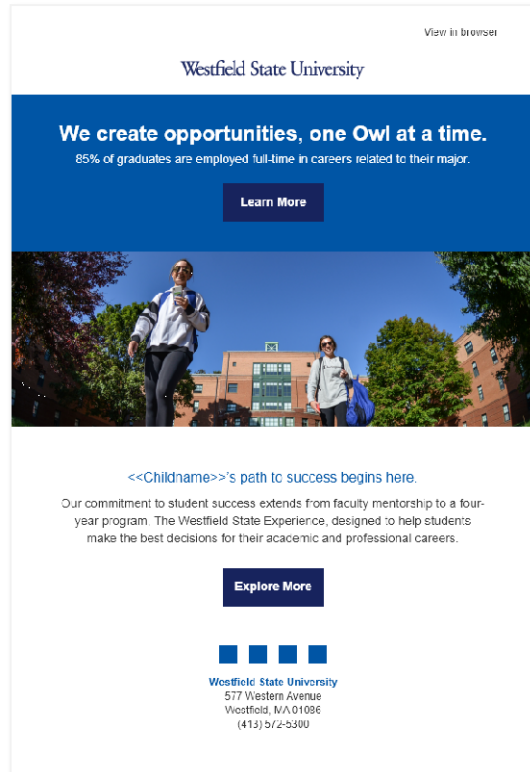 View in browser
Westfield State University
We create opportunities, one Owl at a time.
85% of graduates are employed full-time in careers related to their major.
Learn More
<<Childname>>'s path to success begins here.
Our commitment to student success extends from faculty mentorship to a four-
year program, The Westfield State Experience, designed to help students
make the best decisions for their academic and professional careers.
Explore More
Westfield State University
577 Western Avenue
Westfield, MA 01086
(413) 572-5300